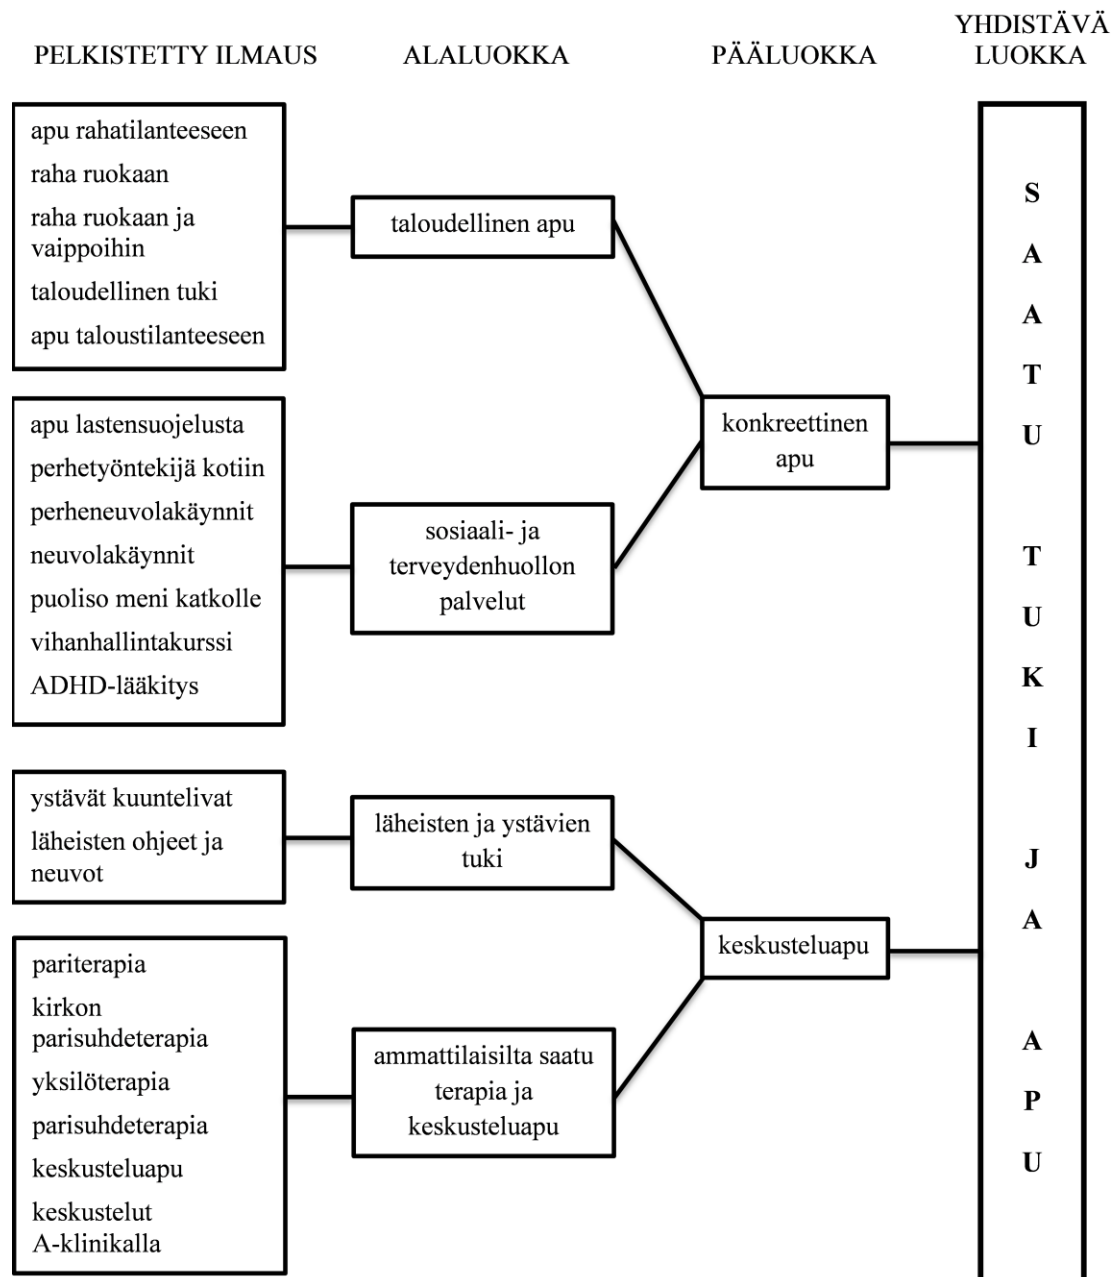 PELKISTETTY ILMAUS
ALALUOKKA
PÄÄLUOKKA
YHDISTÄVÄ
LUOKKA
apu rahatilanteeseen
raha ruokaan
raha ruokaan ja
vaippoihin
taloudellinen tuki
apu taloustilanteeseen
taloudellinen apu
apu lastensuojelusta
perhetyöntekijä kotiin
perheneuvolakäynnit
neuvolakäynnit
puoliso meni katkolle
vihanhallintakurssi
ADHD-lääkitys
sosiaali- ja
terveydenhuollon
palvelut
konkreettinen
apu
ystävät kuuntelivat
läheisten ohjeet ja
neuvot
läheisten ja ystävien
tuki
pariterapia
kirkon
parisuhdeterapia
yksilöterapia
parisuhdeterapia
keskusteluapu
keskustelut
A-klinikalla
ammattilaisilta saatu
terapia ja
keskusteluapu
keskusteluapu
S
A
A
T
U
T
U
K
I
J
A
A
P
U